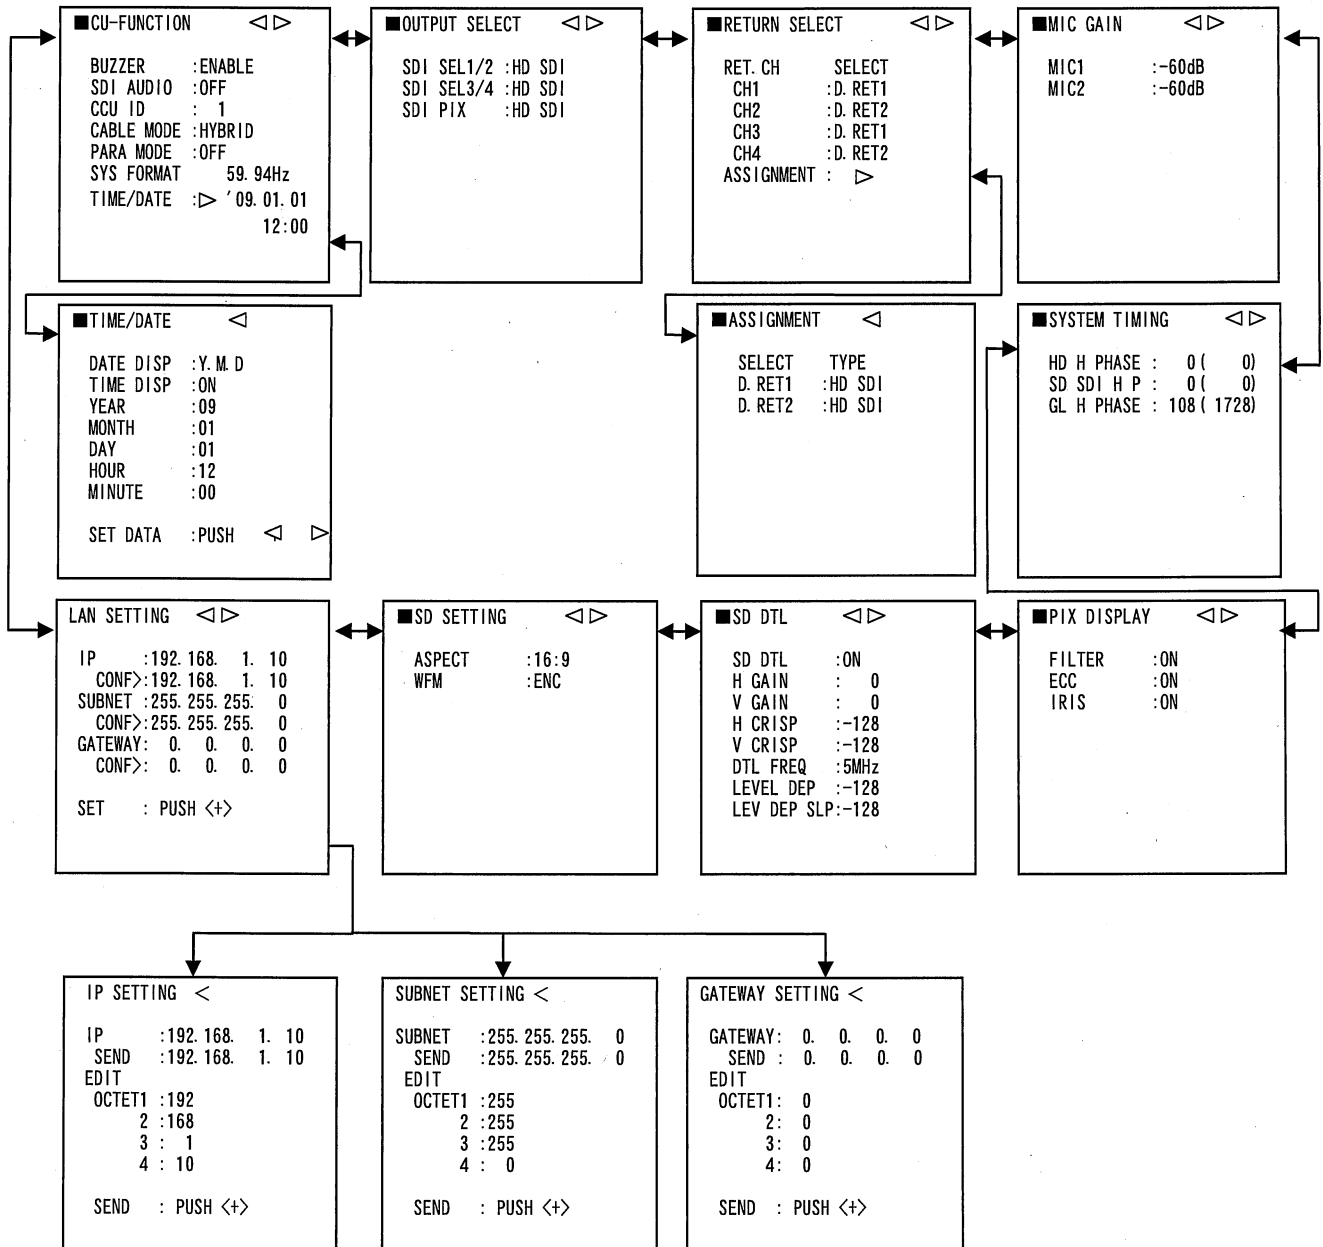 ■CU-FUNCTION ◁ ▷
BUZZER :ENABLE
SDI AUDIO :OFF
CCU ID : 1
CABLE MODE :HYBRID
PARA MODE :OFF
SYS FORMAT 59.94Hz
TIME/DATE :▷ '09.01.01
12:00
■OUTPUT SELECT ◁ ▷
SDI SEL1/2 :HD SDI
SDI SEL3/4 :HD SDI
SDI PIX :HD SDI
■RETURN SELECT ◁ ▷
RET.CH SELECT
CH1 :D.RET1
CH2 :D.RET2
CH3 :D.RET1
CH4 :D.RET2
ASSIGNMENT : ▷
■MIC GAIN ◁ ▷
MIC1 :-60dB
MIC2 :-60dB
■TIME/DATE ◁
DATE DISP :Y.M.D
TIME DISP :ON
YEAR :09
MONTH :01
DAY :01
HOUR :12
MINUTE :00
SET DATA :PUSH ◁ ▷
■ASSIGNMENT ◁
SELECT TYPE
D.RET1 :HD SDI
D.RET2 :HD SDI
■SYSTEM TIMING ◁ ▷
HD H PHASE : 0( 0)
SD SDI H P : 0( 0)
GL H PHASE : 108( 1728)
LAN SETTING ◁ ▷
IP :192.168. 1. 10
CONF>:192.168. 1. 10
SUBNET :255.255.255. 0
CONF>:255.255.255. 0
GATEWAY: 0. 0. 0. 0
CONF>: 0. 0. 0. 0
SET : PUSH <+>
■SD SETTING ◁ ▷
ASPECT :16:9
WFM :ENC
■SD DTL ◁ ▷
SD DTL :ON
H GAIN : 0
V GAIN : 0
H CRISP :-128
V CRISP :-128
DTL FREQ :5MHz
LEVEL DEP :-128
LEV DEP SLP:-128
■PIX DISPLAY ◁ ▷
FILTER :ON
ECC :ON
IRIS :ON
IP SETTING <
IP :192.168. 1. 10
SEND :192.168. 1. 10
EDIT
OCTET1 :192
2 :168
3 : 1
4 : 10
SEND : PUSH <+>
SUBNET SETTING <
SUBNET :255.255.255. 0
SEND :255.255.255. 0
EDIT
OCTET1 :255
2 :255
3 :255
4 : 0
SEND : PUSH <+>
GATEWAY SETTING <
GATEWAY: 0. 0. 0. 0
SEND : 0. 0. 0. 0
EDIT
OCTET1: 0
2: 0
3: 0
4: 0
SEND : PUSH <+>